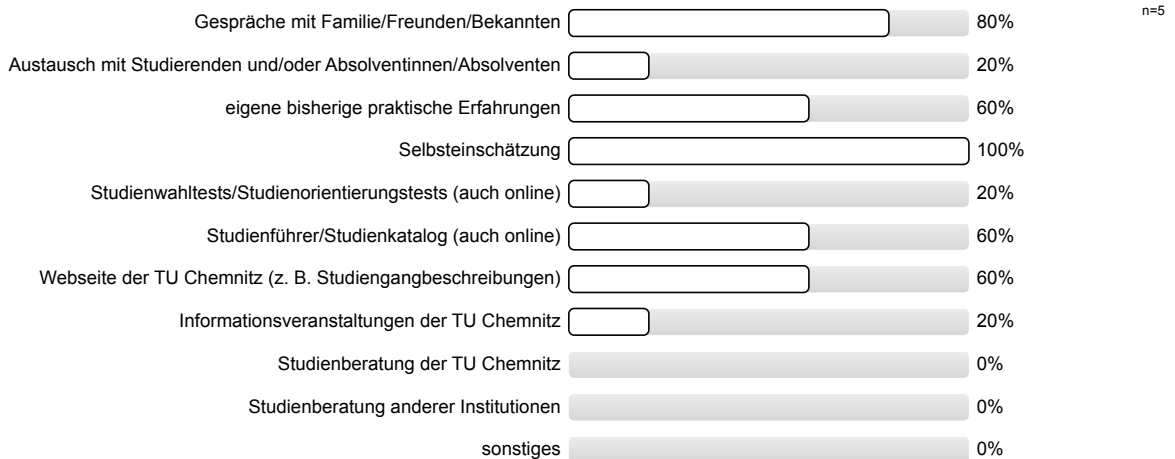 Gespräche mit Familie/Freunden/Bekannten 80% n=5
Austausch mit Studierenden und/oder Absolventinnen/Absolventen 20%
eigene bisherige praktische Erfahrungen 60%
Selbsteinschätzung 100%
Studienwahltests/Studienorientierungstests (auch online) 20%
Studienführer/Studienkatalog (auch online) 60%
Webseite der TU Chemnitz (z. B. Studiengangbeschreibungen) 60%
Informationsveranstaltungen der TU Chemnitz 20%
Studienberatung der TU Chemnitz 0%
Studienberatung anderer Institutionen 0%
sonstiges 0%